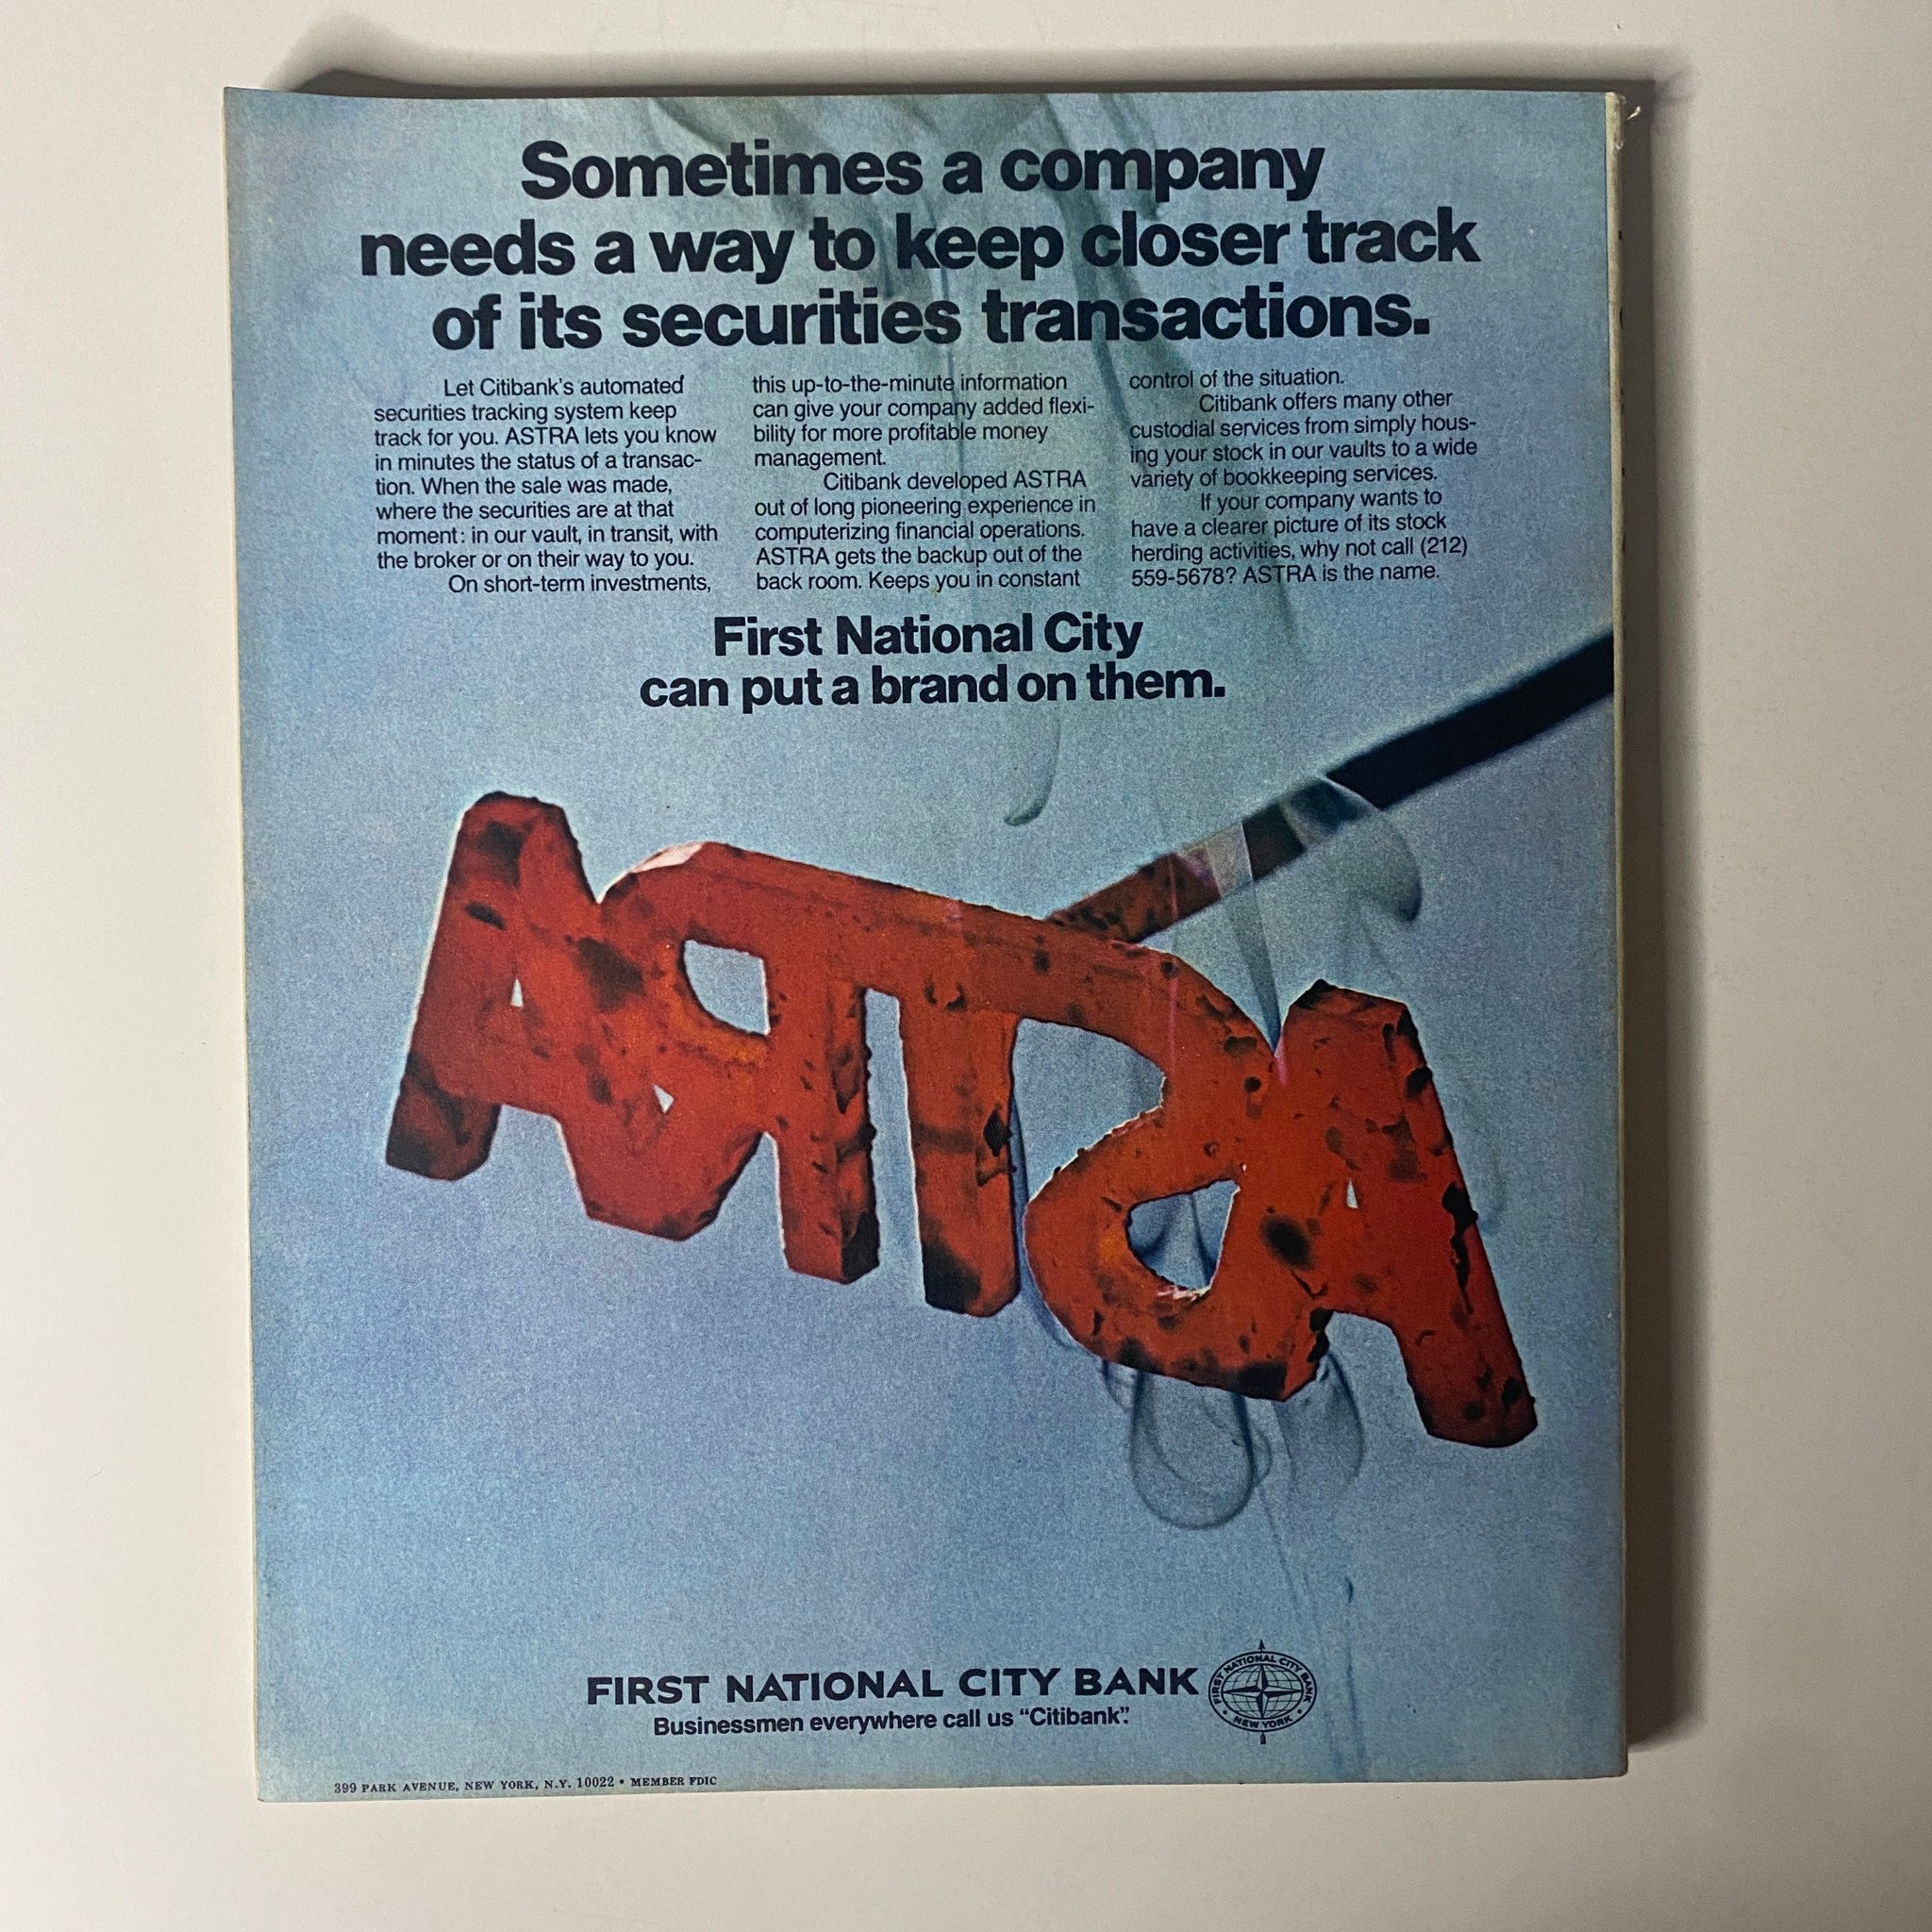 Sometimes a company
needs a way to keep closer track
of its securities transactions.
Let Citibank's automated
securities tracking system keep
track for you. ASTRA lets you know
in minutes the status of a transac-
tion. When the sale was made,
where the securities are at that
moment: in our vault, in transit, with
the broker or on their way to you.
On short-term investments,
this up-to-the-minute information
can give your company added flexi-
bility for more profitable money
management.
Citibank developed ASTRA
out of long pioneering experience in
computerizing financial operations.
ASTRA gets the backup out of the
back room. Keeps you in constant
control of the situation.
Citibank offers many other
custodial services from simply hous-
ing your stock in our vaults to a wide
variety of bookkeeping services.
If your company wants to
have a clearer picture of its stock
herding activities, why not call (212)
559-5678? ASTRA is the name.
First National City
can put a brand on them.
ASTRA
FIRST NATIONAL CITY BANK
Businessmen everywhere call us “Citibank”.
FIRST NATIONAL CITY BANK
• NEW YORK •
399 PARK AVENUE, NEW YORK, N.Y. 10022 • MEMBER FDIC